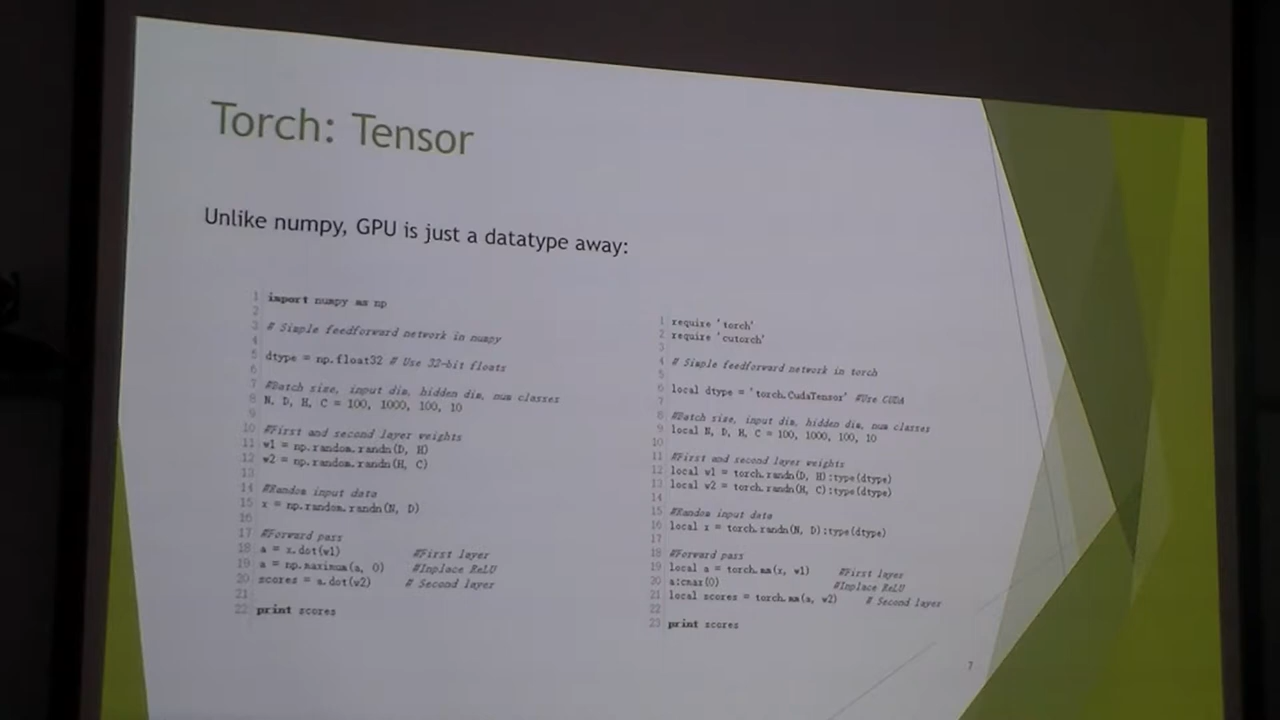 Torch: Tensor
Unlike numpy, GPU is just a datatype away:
1 import numpy as np
2
3 # Simple feedforward network in numpy
4
5 dtype = np.float32 # Use 32-bit floats
6
7 #Batch size, input dim, hidden dim, num classes
8 N, D, H, C = 100, 1000, 100, 10
9
10 #First and second layer weights
11 w1 = np.random.randn(D, H)
12 w2 = np.random.randn(H, C)
13
14 #Random input data
15 x = np.random.randn(N, D)
16
17 #Forward pass
18 a = x.dot(w1) #First layer
19 a = np.maximum(a, 0) #Inplace ReLU
20 scores = a.dot(w2) # Second layer
21
22 print scores
1 require 'torch'
2 require 'cutorch'
3
4 # Simple feedforward network in torch
5
6 local dtype = 'torch.CudaTensor' #Use CUDA
7
8 #Batch size, input dim, hidden dim, num classes
9 local N, D, H, C = 100, 1000, 100, 10
10
11 #First and second layer weights
12 local w1 = torch.randn(D, H):type(dtype)
13 local w2 = torch.randn(H, C):type(dtype)
14
15 #Random input data
16 local x = torch.randn(N, D):type(dtype)
17
18 #Forward pass
19 local a = torch.mm(x, w1) #First layer
20 a:cmax(0) #Inplace ReLU
21 local scores = torch.mm(a, w2) # Second layer
22
23 print scores
7